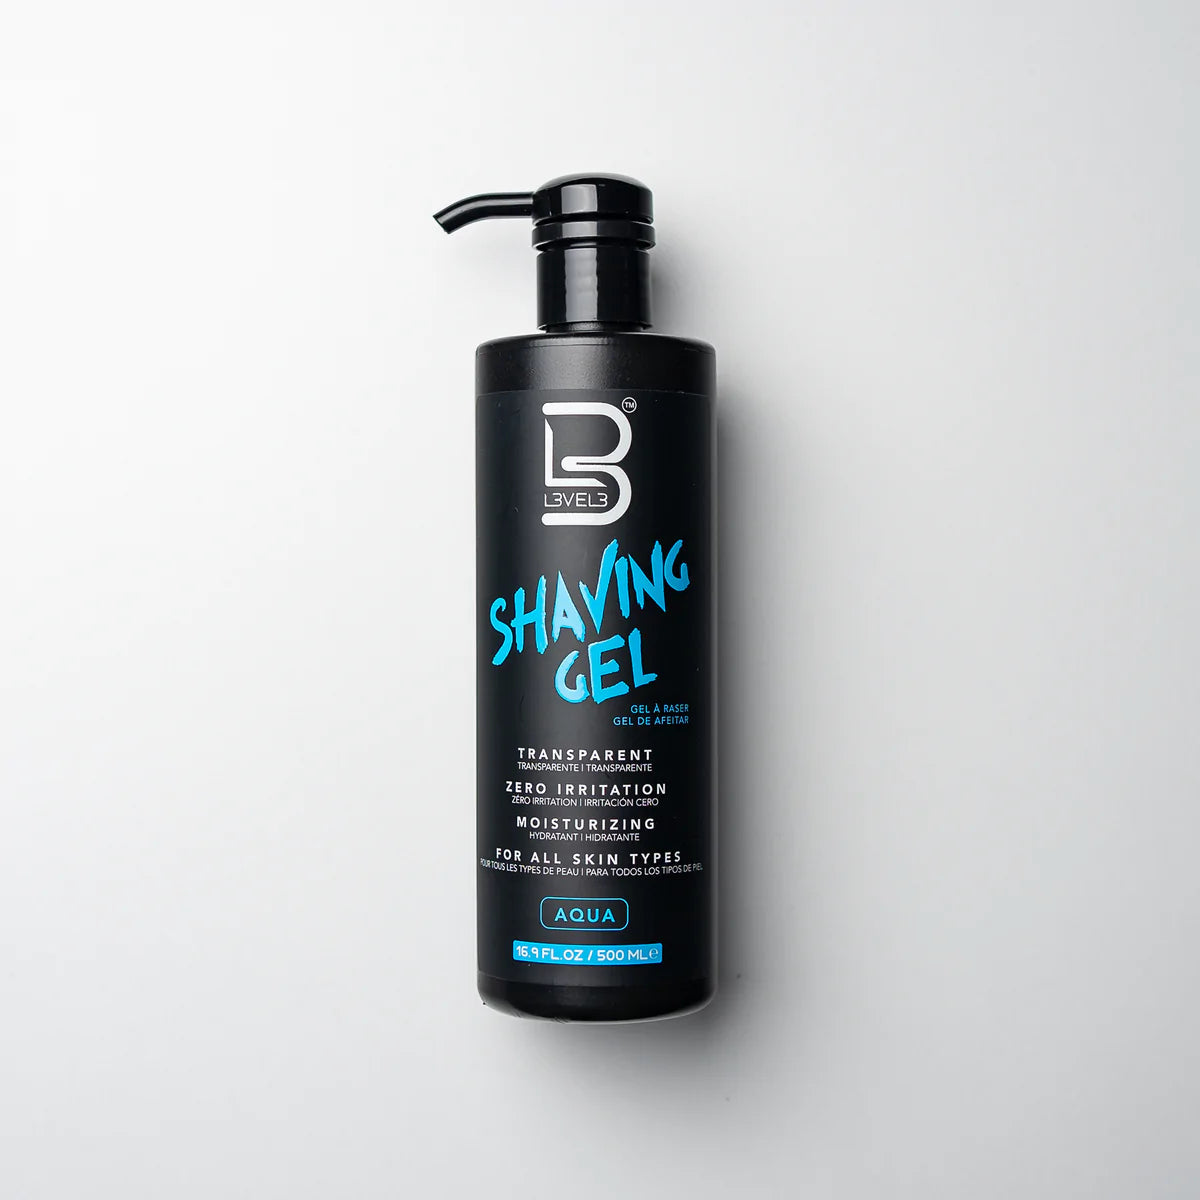 TM
L3VEL3
SHAVING
GEL
GEL À RASER
GEL DE AFEITAR
TRANSPARENT
TRANSPARENTE | TRANSPARENTE
ZERO IRRITATION
ZÉRO IRRITATION | IRRITACIÓN CERO
MOISTURIZING
HYDRATANT | HIDRATANTE
FOR ALL SKIN TYPES
POUR TOUS LES TYPES DE PEAU | PARA TODOS LOS TIPOS DE PIEL
AQUA
16.9 FL.OZ / 500 ML ℮